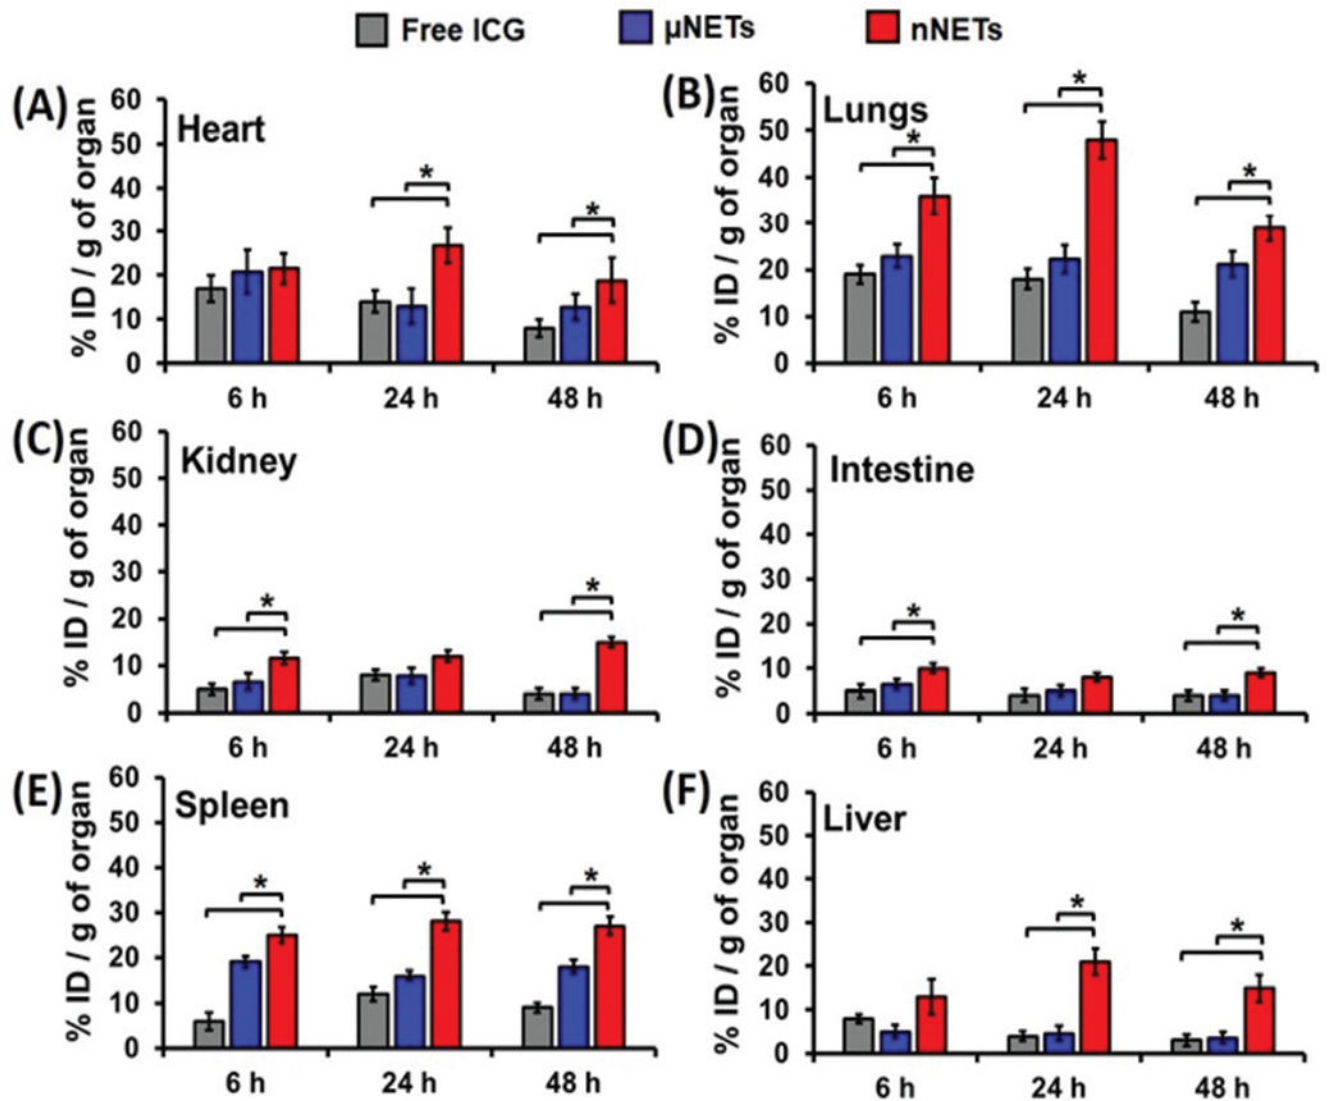 Free ICG μNETs nNETs
(A) Heart
% ID / g of organ
60
50
40
30
20
10
0
*
*
6 h 24 h 48 h
(B) Lungs
% ID / g of organ
60
50
40
30
20
10
0
*
*
*
6 h 24 h 48 h
(C) Kidney
% ID / g of organ
60
50
40
30
20
10
0
*
*
6 h 24 h 48 h
(D) Intestine
% ID / g of organ
60
50
40
30
20
10
0
*
*
6 h 24 h 48 h
(E) Spleen
% ID / g of organ
60
50
40
30
20
10
0
*
*
*
6 h 24 h 48 h
(F) Liver
% ID / g of organ
60
50
40
30
20
10
0
*
*
6 h 24 h 48 h